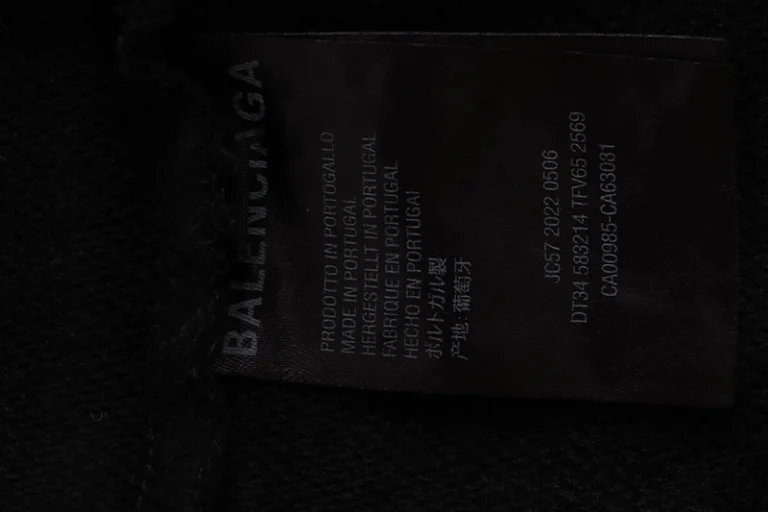 BALENCIAGA
PRODOTTO IN PORTOGALLO
MADE IN PORTUGAL
HERGESTELLT IN PORTUGAL
FABRIQUE EN PORTUGAL
HECHO EN PORTUGAL
ポルトガル製
产地:葡萄牙
JC57 2022 0506
DT34 583214 TFV65 2569
CA00985-CA63081